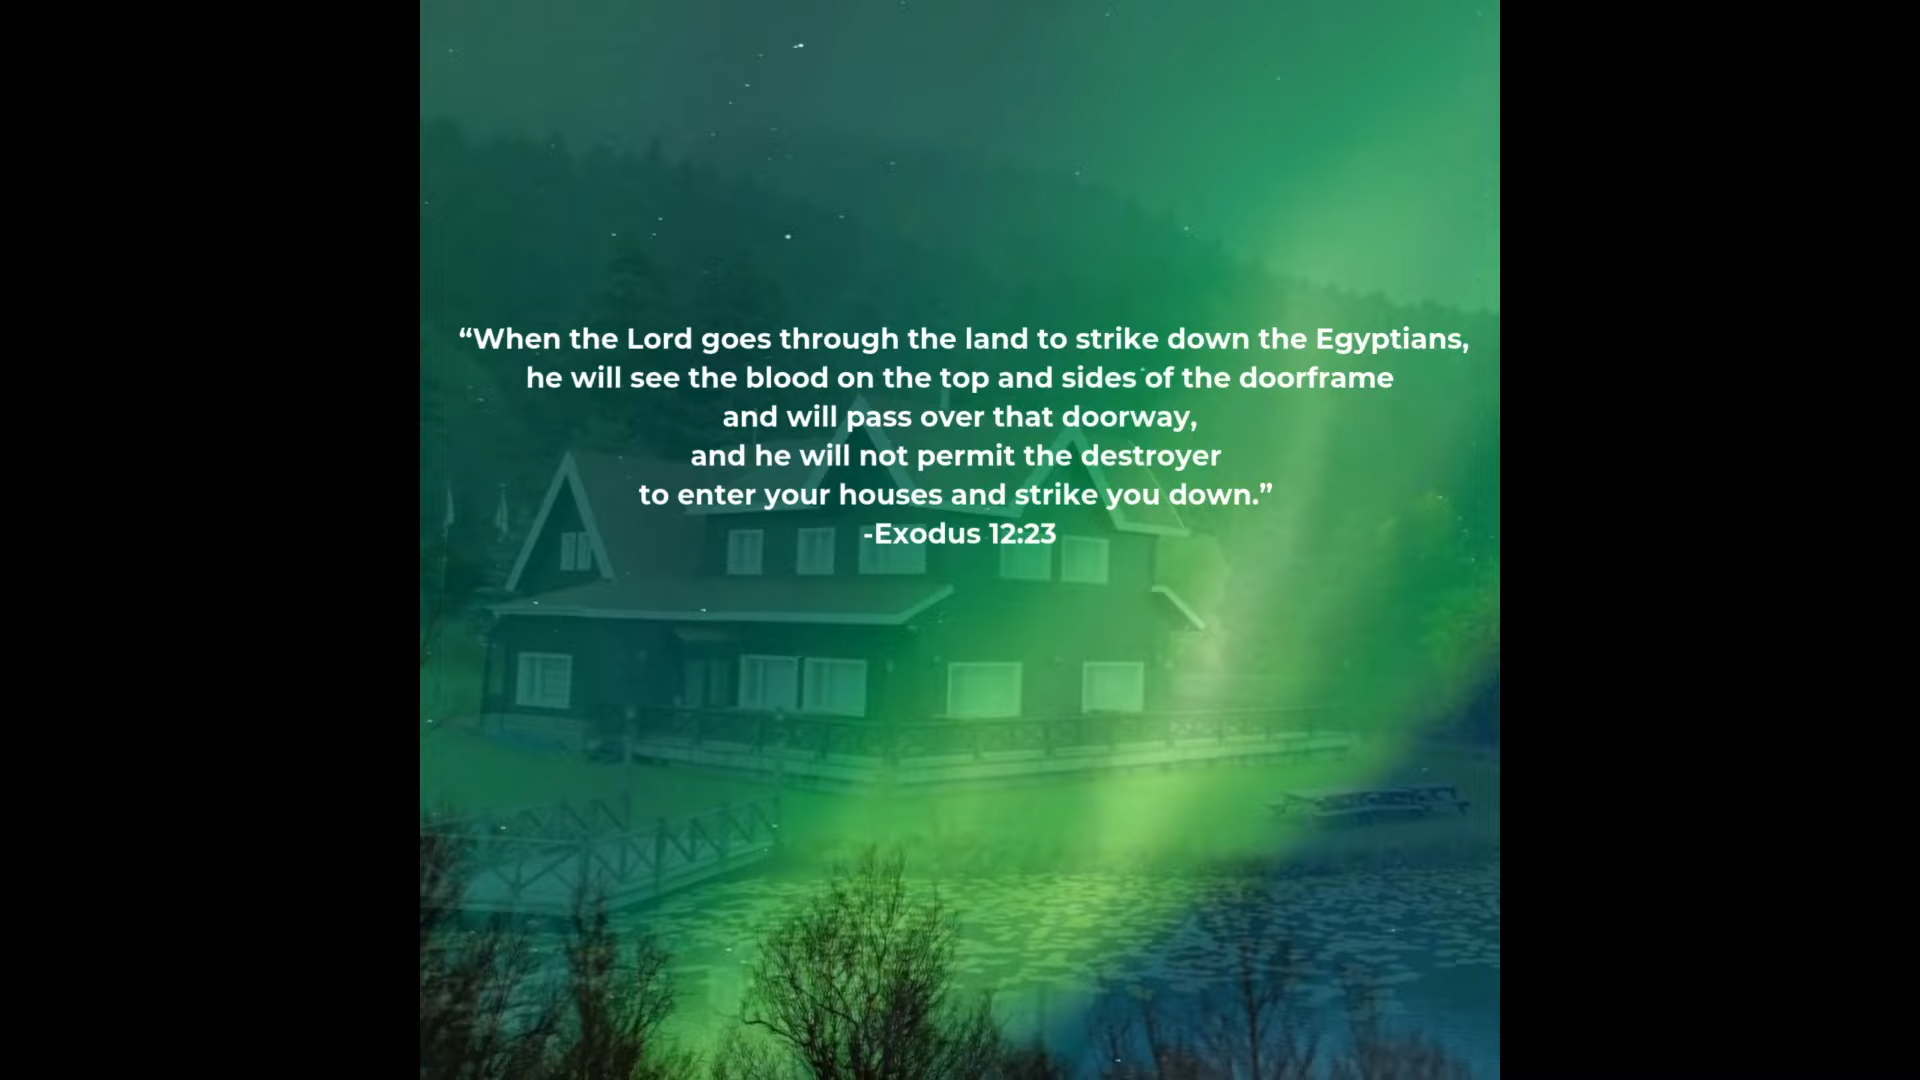 “When the Lord goes through the land to strike down the Egyptians,
he will see the blood on the top and sides of the doorframe
and will pass over that doorway,
and he will not permit the destroyer
to enter your houses and strike you down.”
-Exodus 12:23